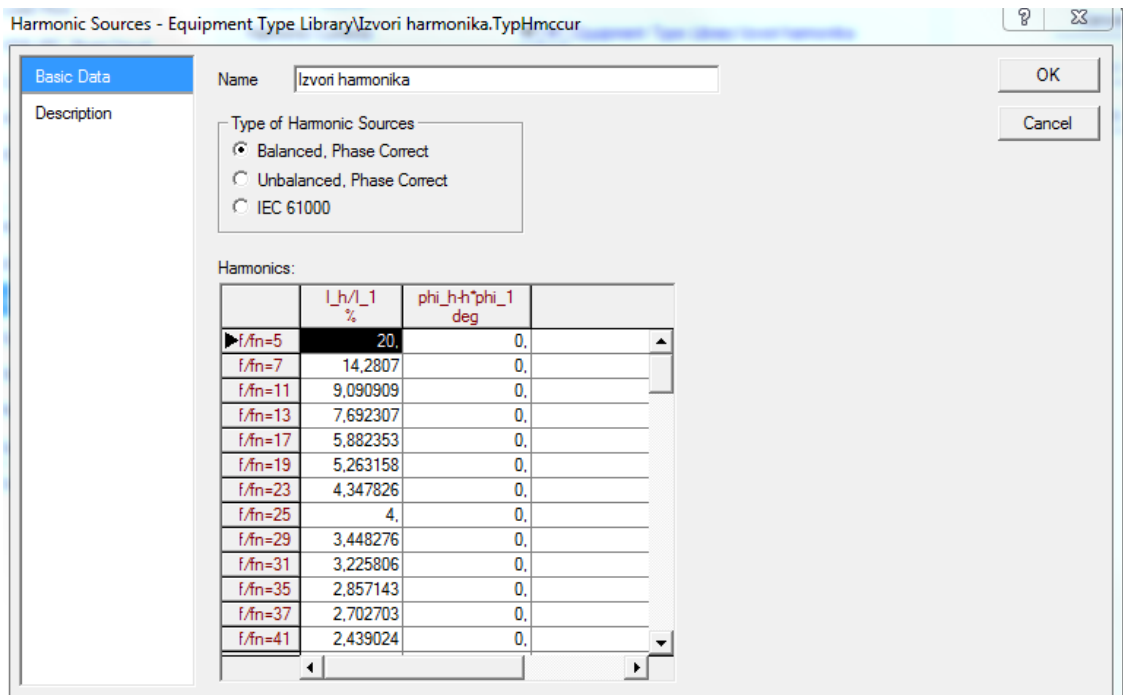 Harmonic Sources - Equipment Type Library\Izvori harmonika.TypHmccur
Basic Data
Description
Name Izvori harmonika
OK
Cancel
Type of Harmonic Sources
Balanced, Phase Correct
Unbalanced, Phase Correct
IEC 61000
Harmonics:
I_h/I_1 phi_h-h*phi_1
% deg
f/fn=5 20, 0,
f/fn=7 14,2807 0,
f/fn=11 9,090909 0,
f/fn=13 7,692307 0,
f/fn=17 5,882353 0,
f/fn=19 5,263158 0,
f/fn=23 4,347826 0,
f/fn=25 4, 0,
f/fn=29 3,448276 0,
f/fn=31 3,225806 0,
f/fn=35 2,857143 0,
f/fn=37 2,702703 0,
f/fn=41 2,439024 0,